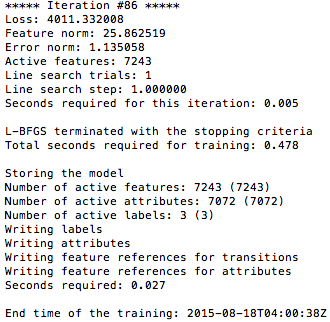 ***** Iteration #86 *****
Loss: 4011.332008
Feature norm: 25.862519
Error norm: 1.135058
Active features: 7243
Line search trials: 1
Line search step: 1.000000
Seconds required for this iteration: 0.005
L-BFGS terminated with the stopping criteria
Total seconds required for training: 0.478
Storing the model
Number of active features: 7243 (7243)
Number of active attributes: 7072 (7072)
Number of active labels: 3 (3)
Writing labels
Writing attributes
Writing feature references for transitions
Writing feature references for attributes
Seconds required: 0.027
End time of the training: 2015-08-18T04:00:38Z